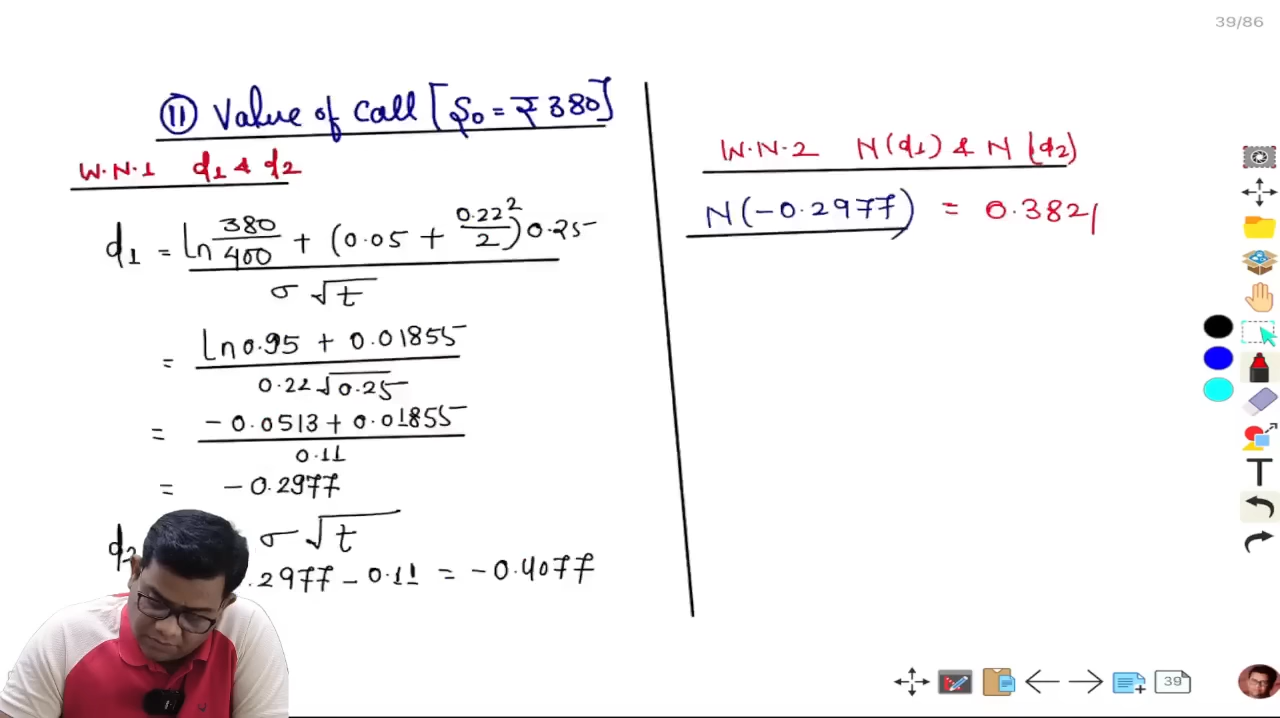 39/86
(11) Value of Call [S0 = ₹380]
W.N.1 d1 & d2
d1 = ln 380/400 + (0.05 + 0.22²/2) 0.25
σ √t
= ln 0.95 + 0.01855
0.22 √0.25
= -0.0513 + 0.01855
0.11
= -0.2977
d2 σ √t
.2977 - 0.11 = -0.4077
W.N.2 N(d1) & N(d2)
N(-0.2977) = 0.382
T
39